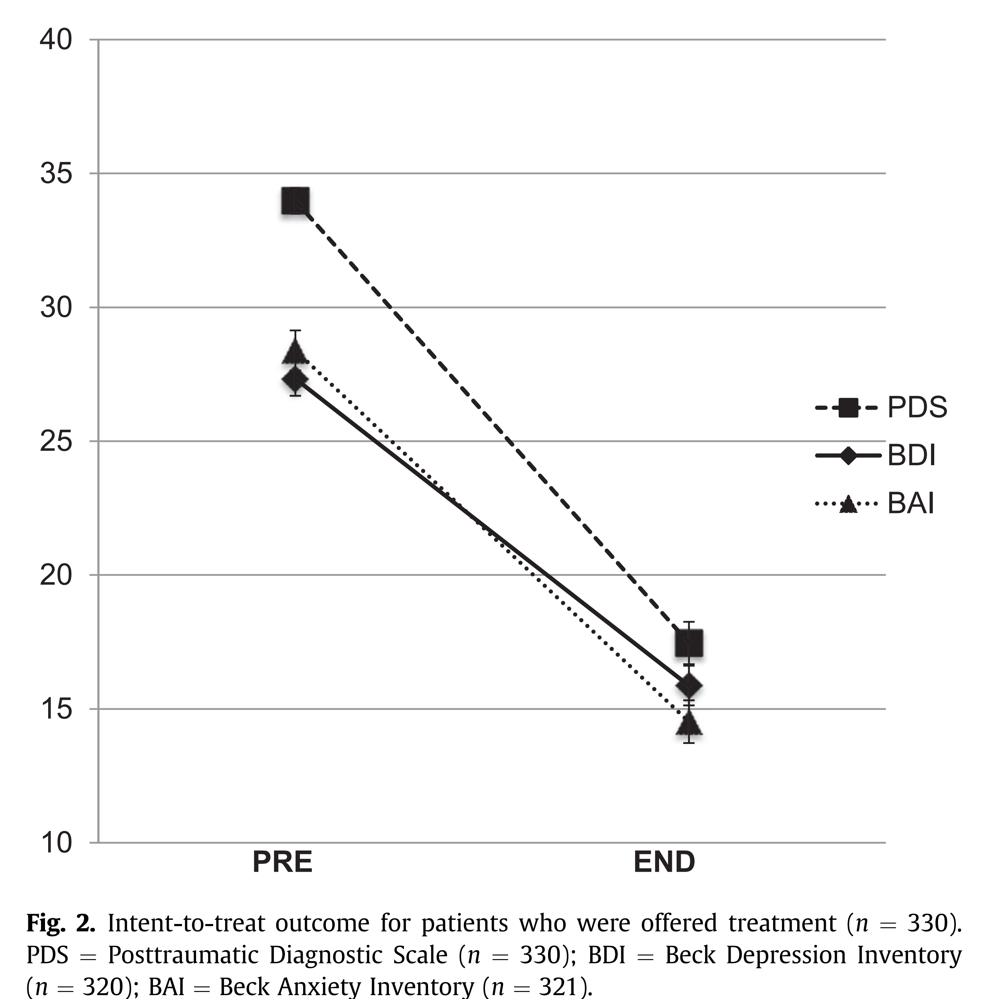 40
35
30
25
20
15
10
PRE END
PDS
BDI
BAI
Fig. 2. Intent-to-treat outcome for patients who were offered treatment (n = 330).
PDS = Posttraumatic Diagnostic Scale (n = 330); BDI = Beck Depression Inventory
(n = 320); BAI = Beck Anxiety Inventory (n = 321).